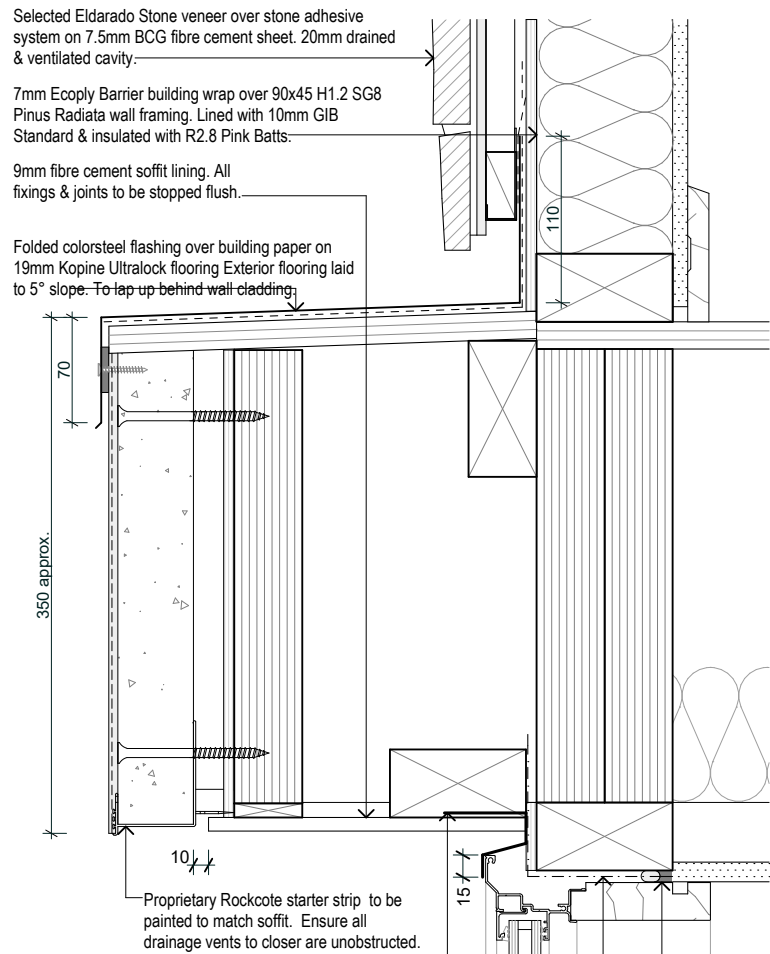 Selected Eldarado Stone veneer over stone adhesive
system on 7.5mm BCG fibre cement sheet. 20mm drained
& ventilated cavity.
7mm Ecoply Barrier building wrap over 90x45 H1.2 SG8
Pinus Radiata wall framing. Lined with 10mm GIB
Standard & insulated with R2.8 Pink Batts.
9mm fibre cement soffit lining. All
fixings & joints to be stopped flush.
110
Folded colorsteel flashing over building paper on
19mm Kopine Ultralock flooring Exterior flooring laid
to 5° slope. To lap up behind wall cladding.
70
350 approx.
10
15
Proprietary Rockcote starter strip to be
painted to match soffit. Ensure all
drainage vents to closer are unobstructed.